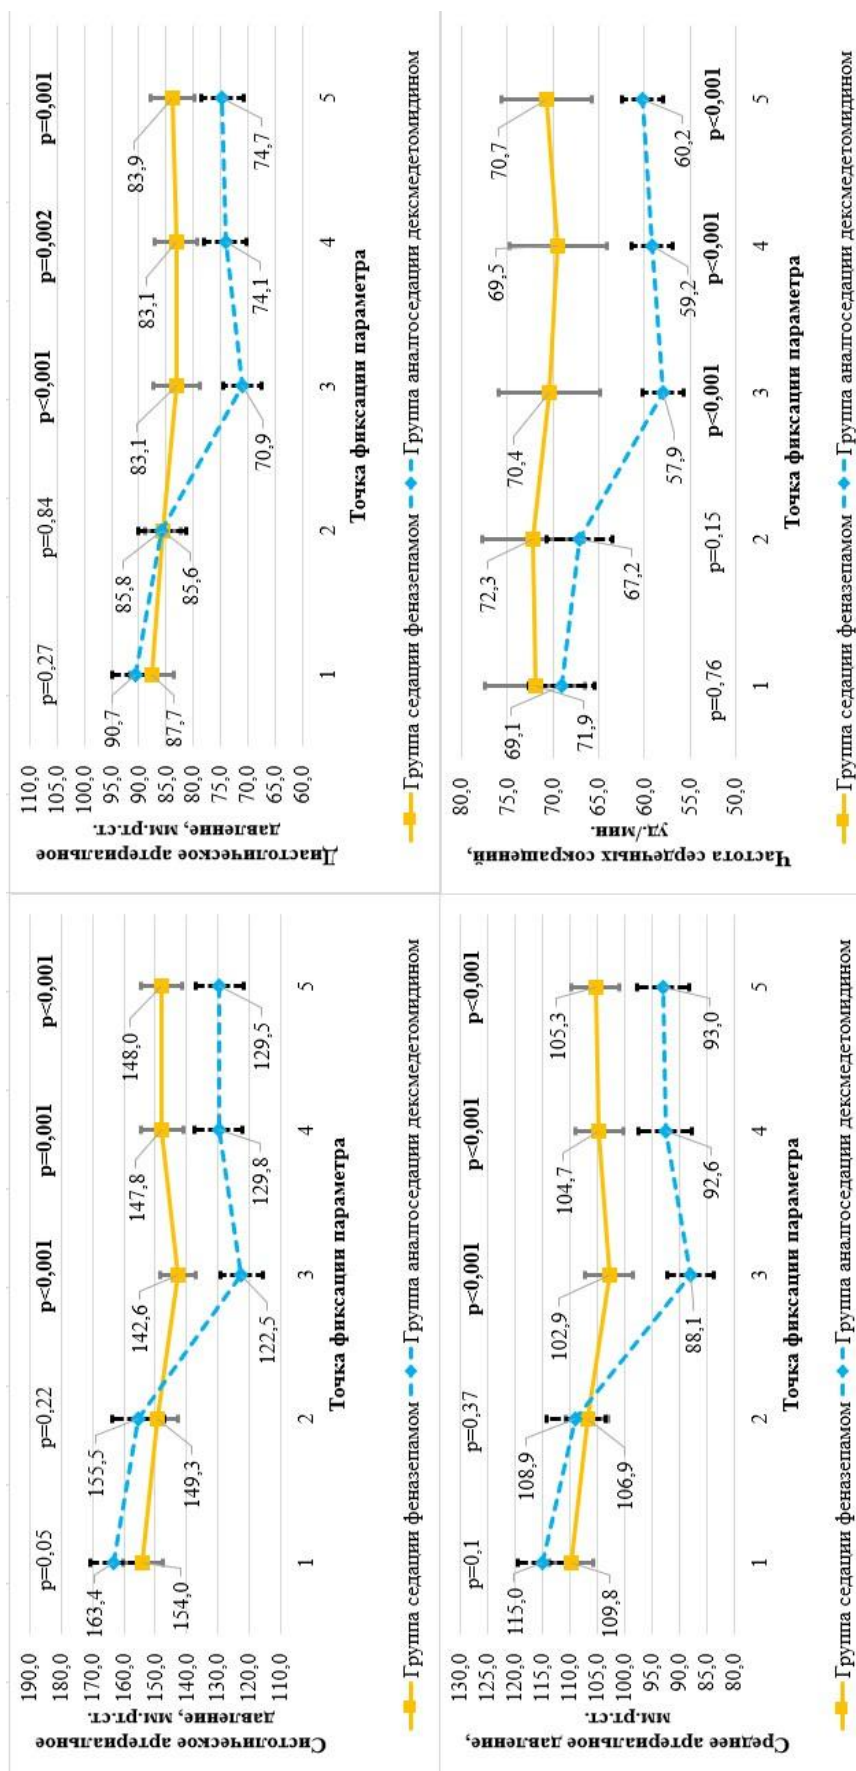 Систолическое артериальное
давление, мм.рт.ст.
190,0
180,0
170,0
160,0
150,0
140,0
130,0
120,0
110,0
p=0,05 p=0,22 p<0,001 p=0,001 p<0,001
163,4 155,5 142,6 147,8 148,0
154,0 149,3 122,5 129,8 129,5
1 2 3 4 5
Точка фиксации параметра
Группа седации феназепамом Группа аналгоседации дексмедетомидином
Диастолическое артериальное
давление, мм.рт.ст.
110,0
105,0
100,0
95,0
90,0
85,0
80,0
75,0
70,0
65,0
60,0
p=0,27 p=0,84 p<0,001 p=0,002 p=0,001
90,7 85,8 83,1 83,1 83,9
87,7 85,6 70,9 74,1 74,7
1 2 3 4 5
Точка фиксации параметра
Группа седации феназепамом Группа аналгоседации дексмедетомидином
Среднее артериальное давление,
мм.рт.ст.
130,0
125,0
120,0
115,0
110,0
105,0
100,0
95,0
90,0
85,0
80,0
p=0,1 p=0,37 p<0,001 p<0,001 p<0,001
115,0 108,9 102,9 104,7 105,3
109,8 106,9 88,1 92,6 93,0
1 2 3 4 5
Точка фиксации параметра
Группа седации феназепамом Группа аналгоседации дексмедетомидином
Частота сердечных сокращений,
уд./мин.
80,0
75,0
70,0
65,0
60,0
55,0
50,0
69,1 72,3 70,4 69,5 70,7
71,9 67,2 57,9 59,2 60,2
p=0,76 p=0,15 p<0,001 p<0,001 p<0,001
1 2 3 4 5
Точка фиксации параметра
Группа седации феназепамом Группа аналгоседации дексмедетомидином